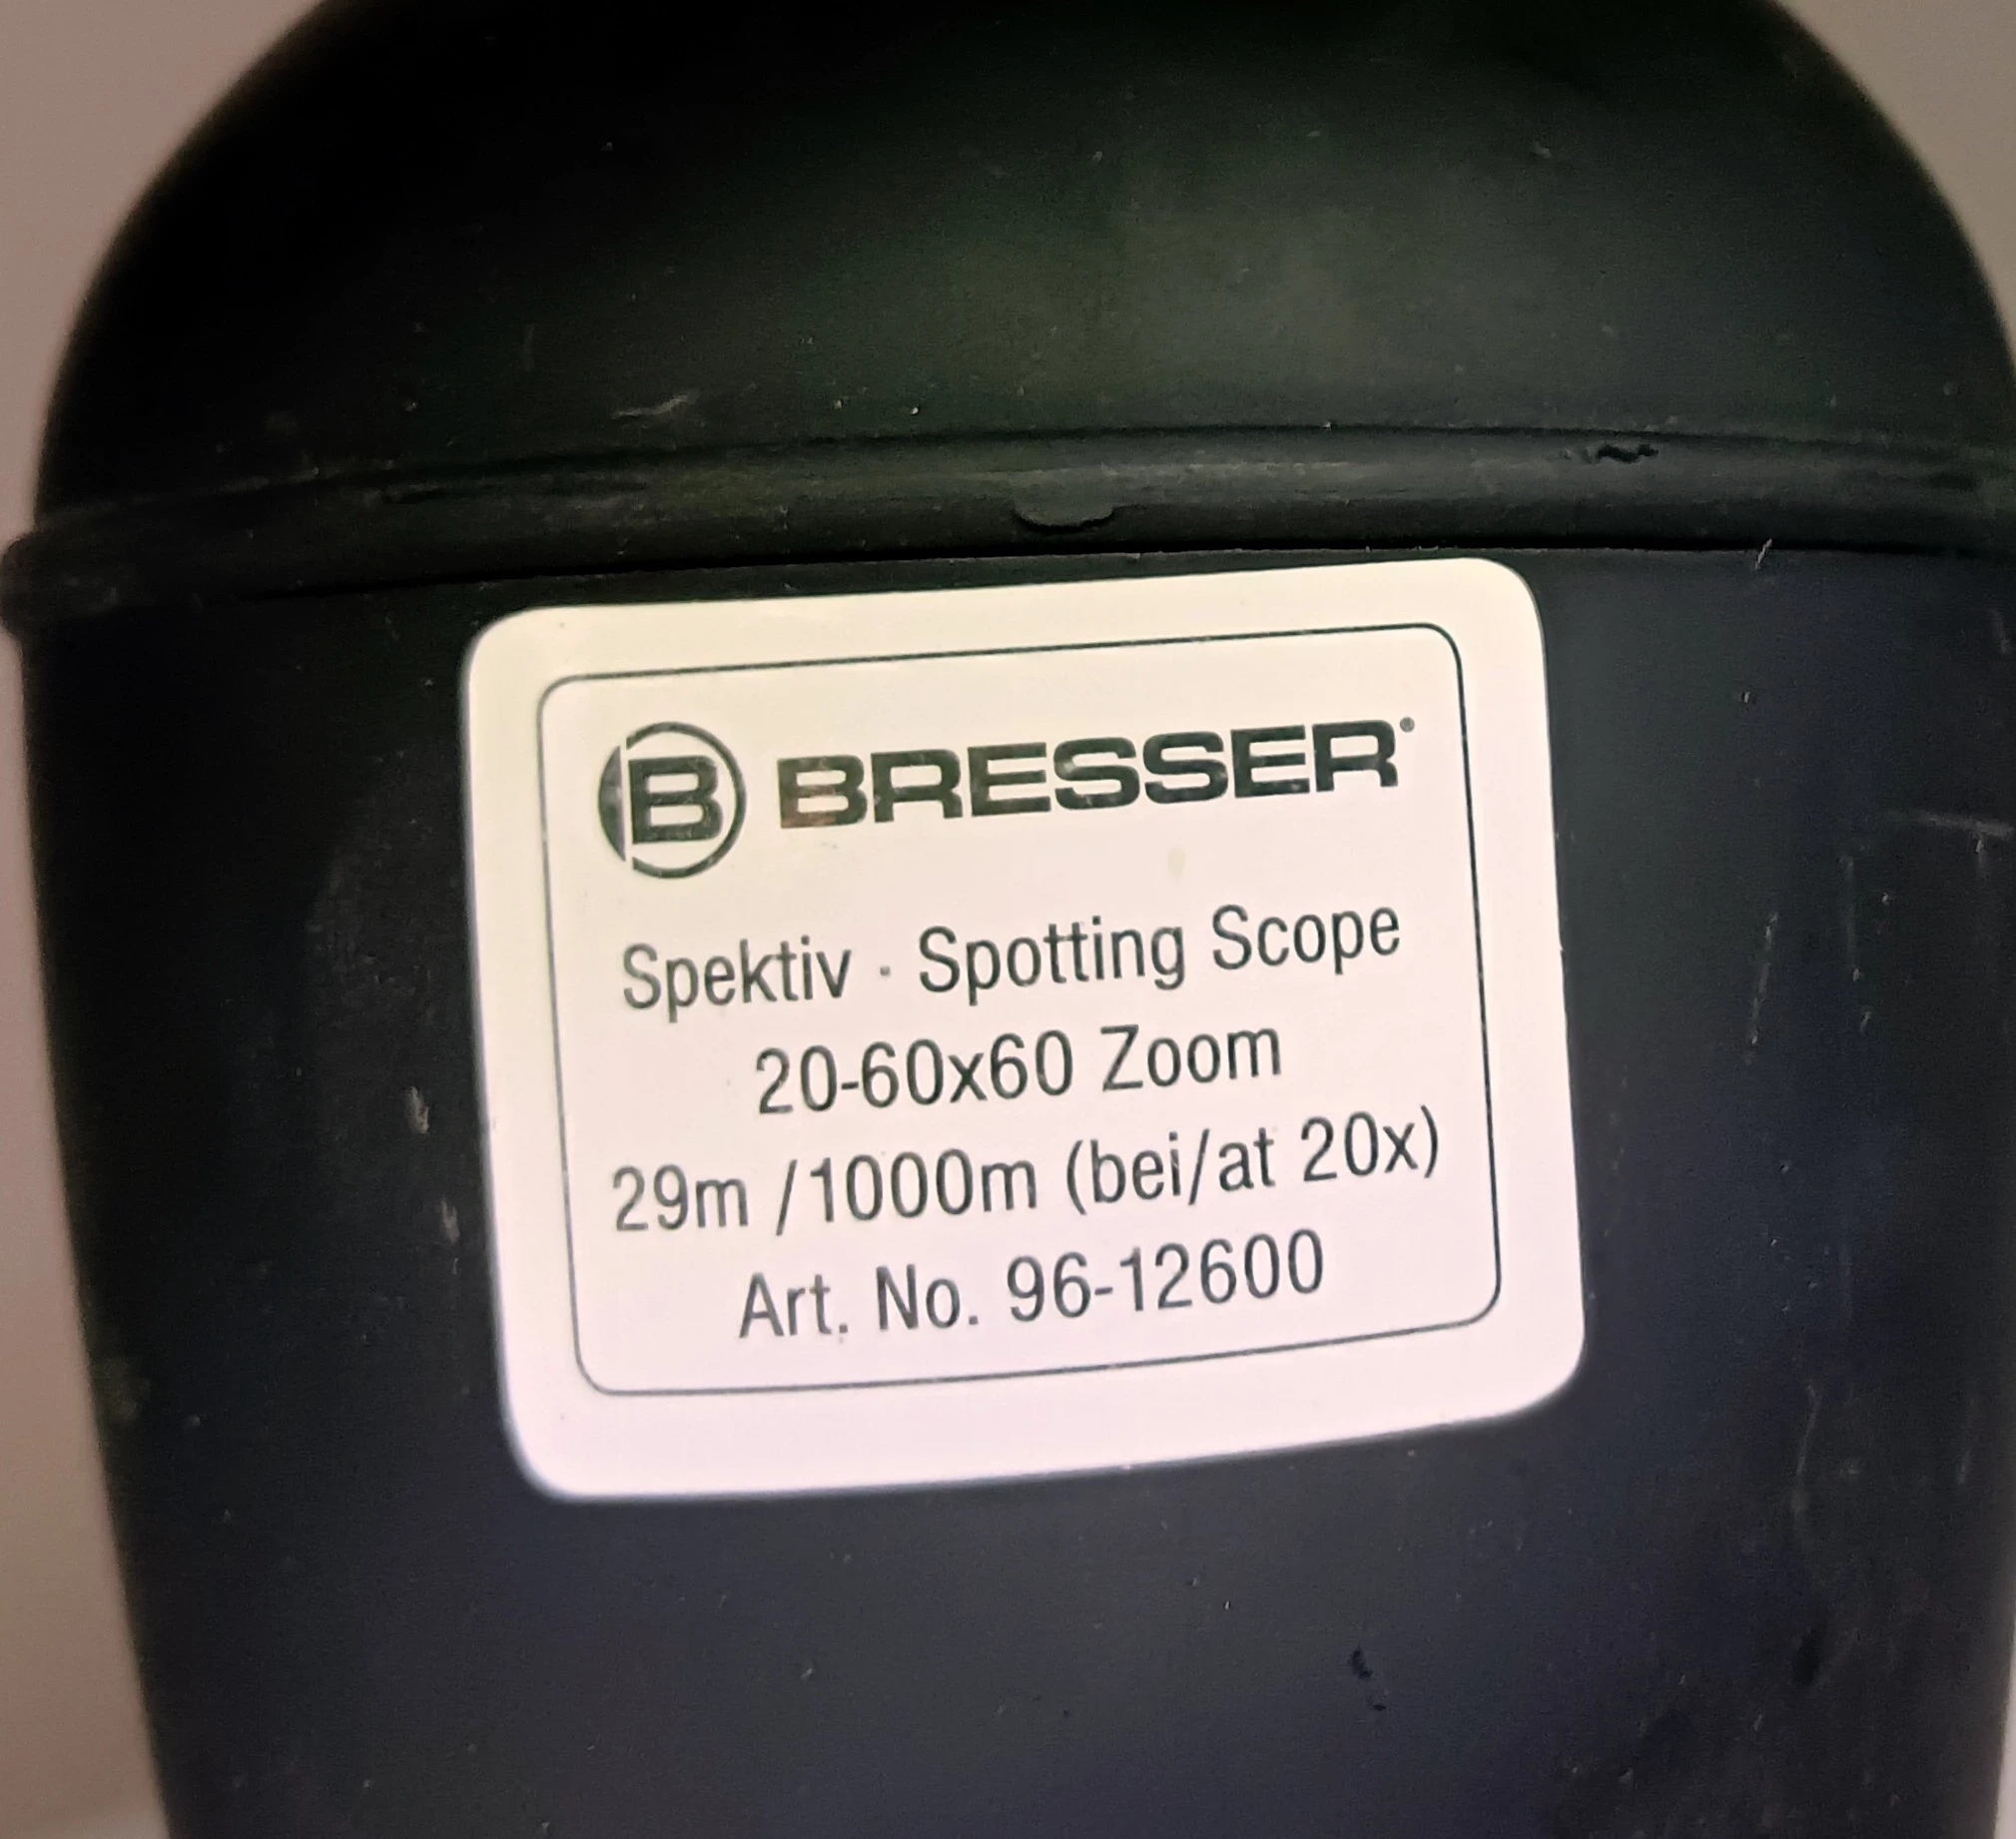 B BRESSER®
Spektiv · Spotting Scope
20-60x60 Zoom
29m /1000m (bei/at 20x)
Art. No. 96-12600